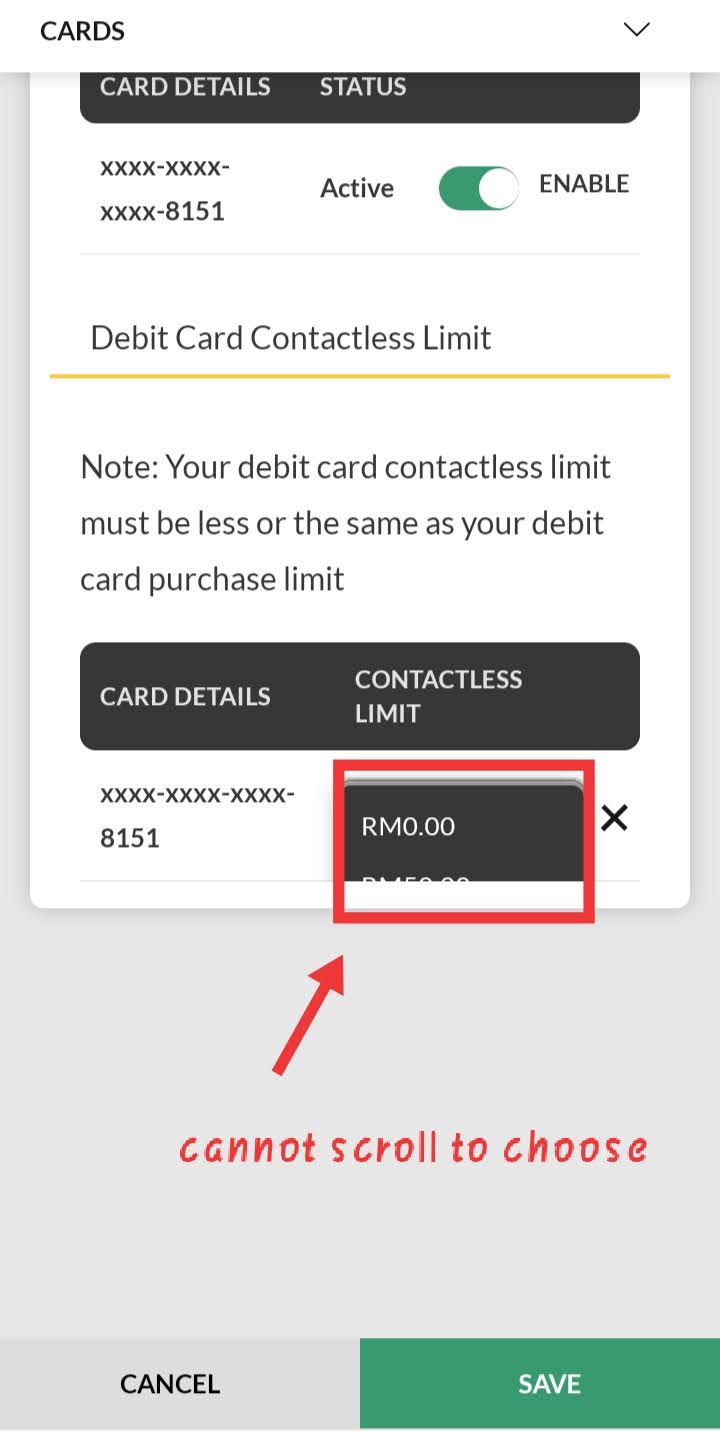 CARDS
CARD DETAILS STATUS
xxxx-xxxx-
xxxx-8151
Active
ENABLE
Debit Card Contactless Limit
Note: Your debit card contactless limit
must be less or the same as your debit
card purchase limit
CARD DETAILS
CONTACTLESS
LIMIT
xxxx-xxxx-xxxx-
8151
RM0.00
cannot scroll to choose
CANCEL
SAVE